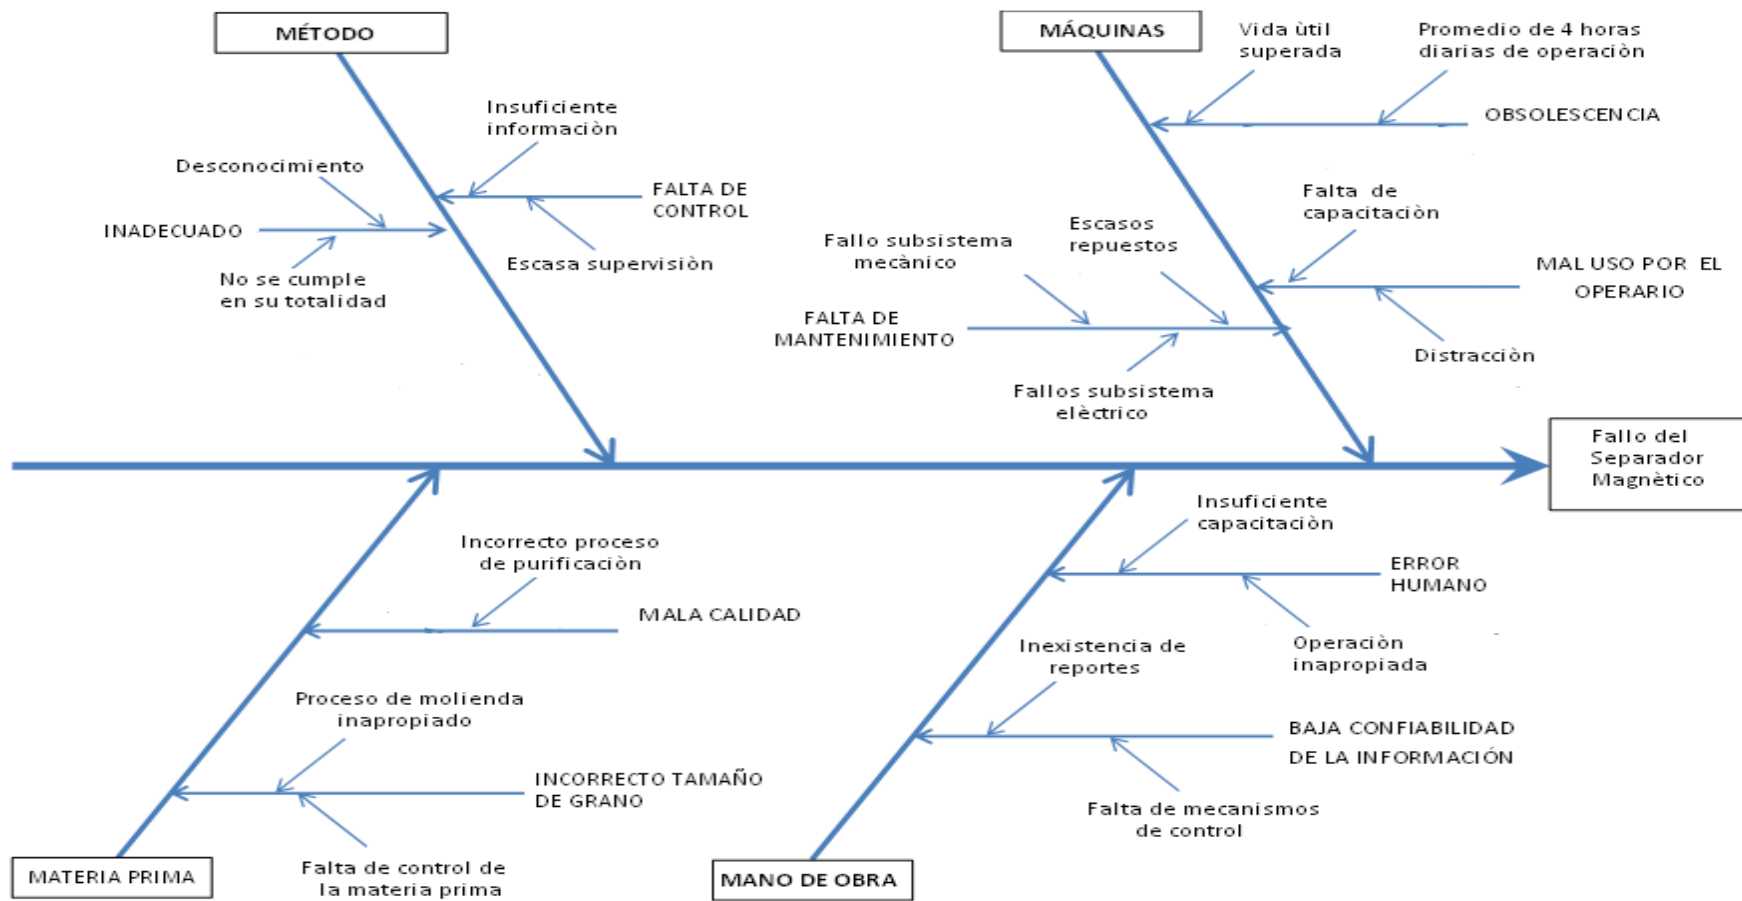 MÉTODO
MÁQUINAS
Vida ùtil
superada
Promedio de 4 horas
diarias de operaciòn
OBSOLESCENCIA
Insuficiente
informaciòn
Desconocimiento
FALTA DE
CONTROL
INADECUADO
Escasa supervisiòn
No se cumple
en su totalidad
Falta de
capacitaciòn
Escasos
repuestos
Fallo subsistema
mecànico
MAL USO POR EL
OPERARIO
FALTA DE
MANTENIMIENTO
Distracciòn
Fallos subsistema
elèctrico
Fallo del
Separador
Magnètico
Incorrecto proceso
de purificaciòn
MALA CALIDAD
Proceso de molienda
inapropiado
INCORRECTO TAMAÑO
DE GRANO
Falta de control de
la materia prima
MATERIA PRIMA
Insuficiente
capacitaciòn
ERROR
HUMANO
Operaciòn
inapropiada
Inexistencia de
reportes
BAJA CONFIABILIDAD
DE LA INFORMACIÓN
Falta de mecanismos
de control
MANO DE OBRA